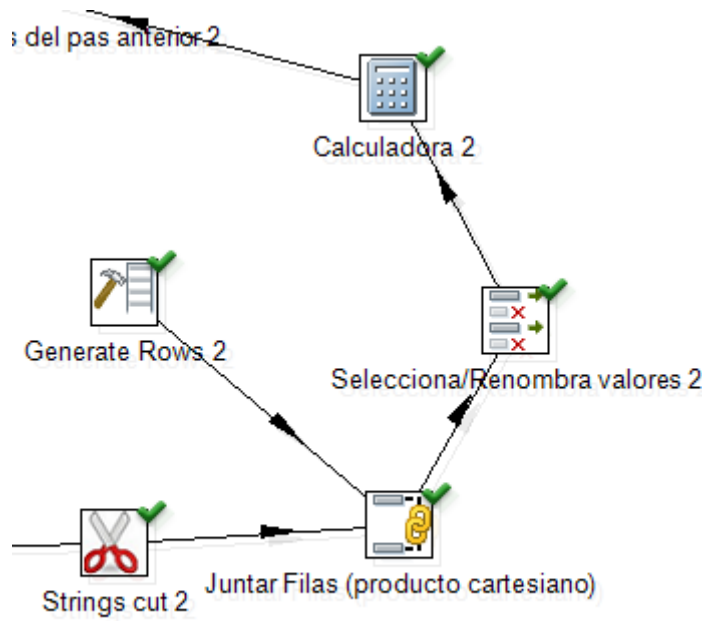 s del pas anterior 2
Calculadora 2
Generate Rows 2
Selecciona/Renombra valores 2
Juntar Filas (producto cartesiano)
Strings cut 2